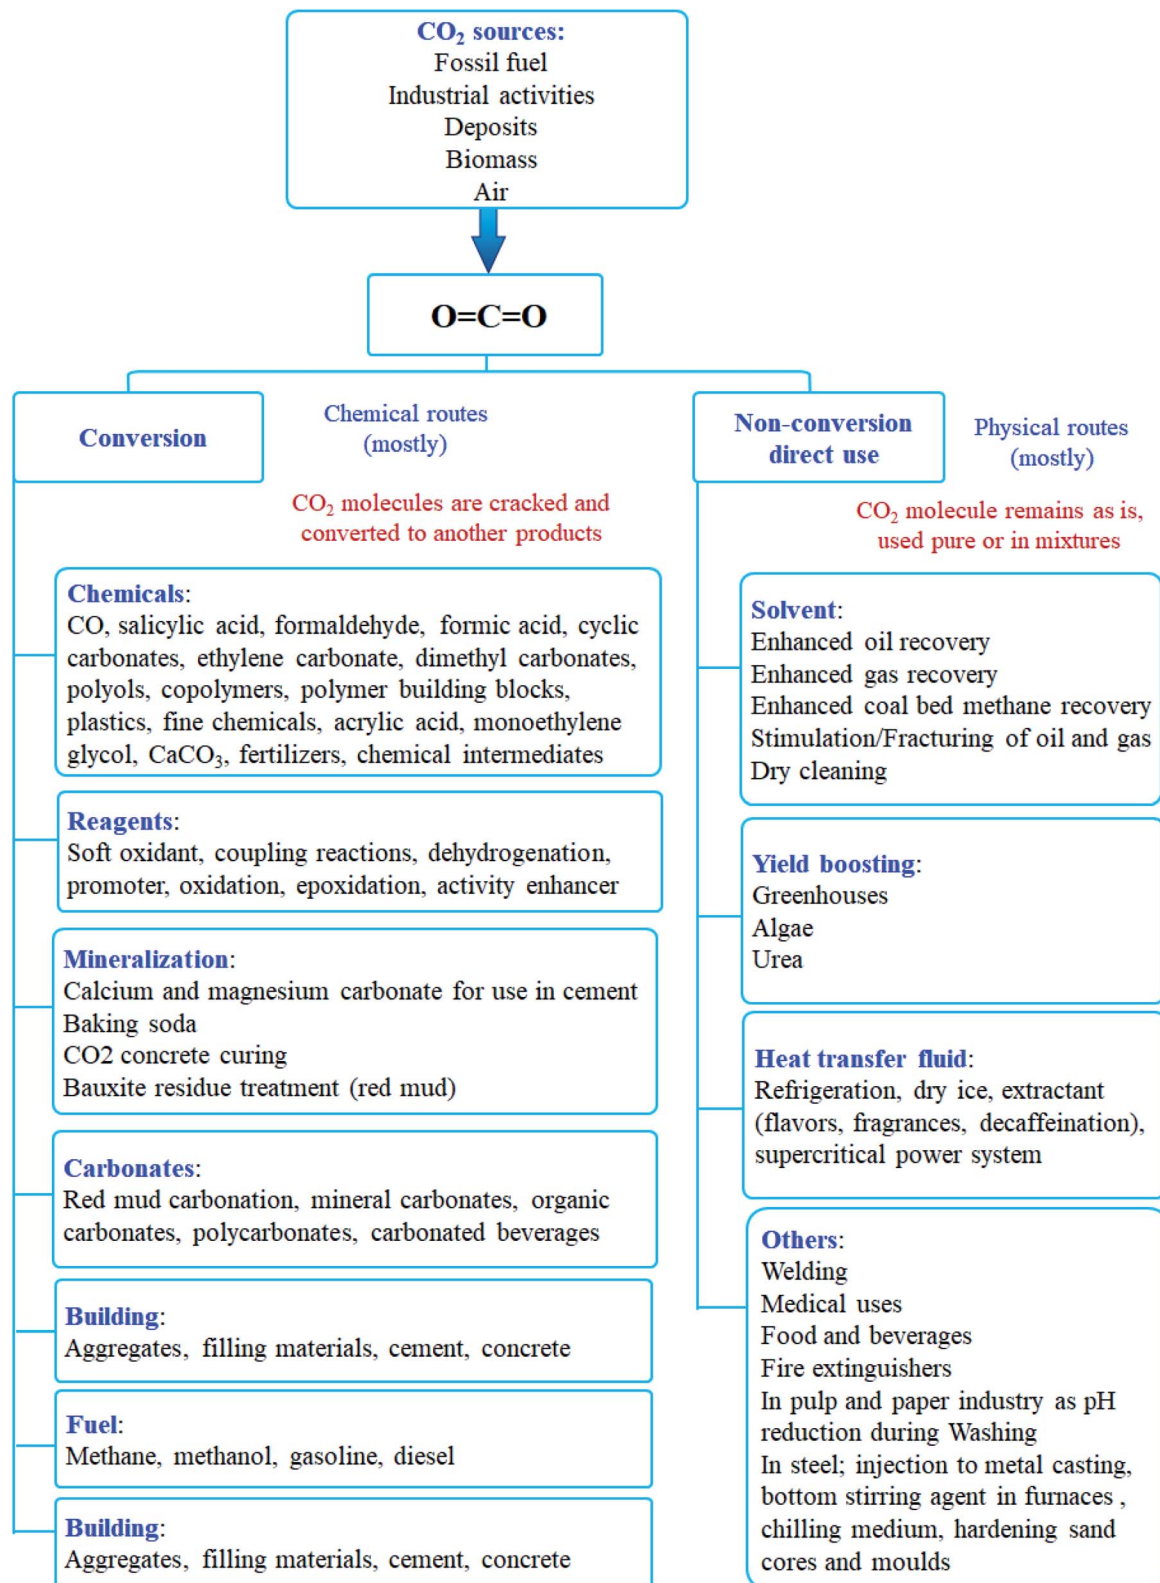 CO₂ sources:
Fossil fuel
Industrial activities
Deposits
Biomass
Air
O=C=O
Conversion
Chemical routes
(mostly)
CO₂ molecules are cracked and
converted to another products
Chemicals:
CO, salicylic acid, formaldehyde, formic acid, cyclic
carbonates, ethylene carbonate, dimethyl carbonates,
polyols, copolymers, polymer building blocks,
plastics, fine chemicals, acrylic acid, monoethylene
glycol, CaCO₃, fertilizers, chemical intermediates
Reagents:
Soft oxidant, coupling reactions, dehydrogenation,
promoter, oxidation, epoxidation, activity enhancer
Mineralization:
Calcium and magnesium carbonate for use in cement
Baking soda
CO2 concrete curing
Bauxite residue treatment (red mud)
Carbonates:
Red mud carbonation, mineral carbonates, organic
carbonates, polycarbonates, carbonated beverages
Building:
Aggregates, filling materials, cement, concrete
Fuel:
Methane, methanol, gasoline, diesel
Building:
Aggregates, filling materials, cement, concrete
Non-conversion
direct use
Physical routes
(mostly)
CO₂ molecule remains as is,
used pure or in mixtures
Solvent:
Enhanced oil recovery
Enhanced gas recovery
Enhanced coal bed methane recovery
Stimulation/Fracturing of oil and gas
Dry cleaning
Yield boosting:
Greenhouses
Algae
Urea
Heat transfer fluid:
Refrigeration, dry ice, extractant
(flavors, fragrances, decaffeination),
supercritical power system
Others:
Welding
Medical uses
Food and beverages
Fire extinguishers
In pulp and paper industry as pH
reduction during Washing
In steel; injection to metal casting,
bottom stirring agent in furnaces ,
chilling medium, hardening sand
cores and moulds